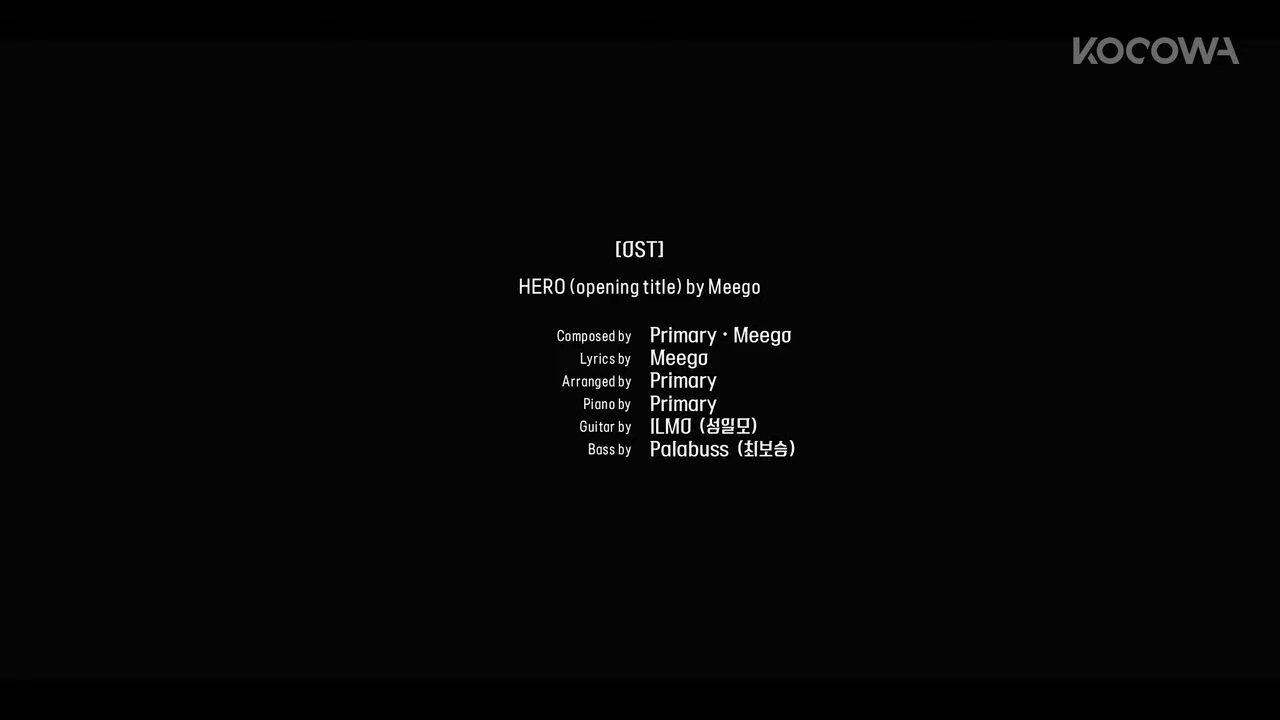 KOCOWA
[OST]
HERO (opening title) by Meego
Composed by Primary · Meego
Lyrics by Meego
Arranged by Primary
Piano by Primary
Guitar by ILMO (성일모)
Bass by Palabuss (최보승)